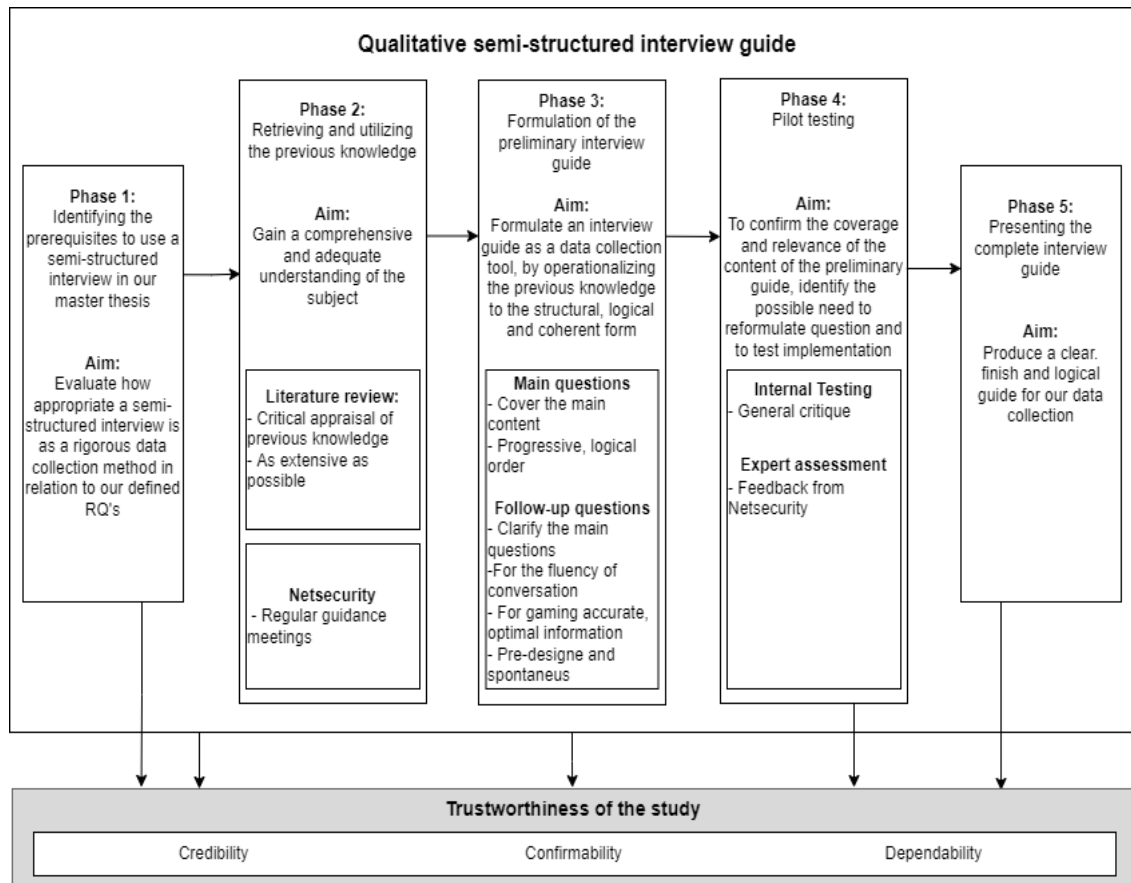 Qualitative semi-structured interview guide
Phase 1:
Identifying the
prerequisites to use a
semi-structured
interview in our
master thesis
Aim:
Evaluate how
appropriate a semi-
structured interview is
as a rigorous data
collection method in
relation to our defined
RQ's
Phase 2:
Retrieving and utilizing
the previous knowledge
Aim:
Gain a comprehensive
and adequate
understanding of the
subject
Literature review:
- Critical appraisal of
previous knowledge
- As extensive as
possible
Netsecurity
- Regular guidance
meetings
Phase 3:
Formulation of the
preliminary interview
guide
Aim:
Formulate an interview
guide as a data collection
tool, by operationalizing
the previous knowledge
to the structural, logical
and coherent form
Main questions
- Cover the main
content
- Progressive, logical
order
Follow-up questions
- Clarify the main
questions
-For the fluency of
conversation
- For gaming accurate,
optimal information
- Pre-designe and
spontaneus
Phase 4:
Pilot testing
Aim:
To confirm the coverage
and relevance of the
content of the preliminary
guide, identify the
possible need to
reformulate question and
to test implementation
Internal Testing
- General critique
Expert assessment
- Feedback from
Netsecurity
Phase 5:
Presenting the
complete interview
guide
Aim:
Produce a clear.
finish and logical
guide for our data
collection
Trustworthiness of the study
Credibility
Confirmability
Dependability